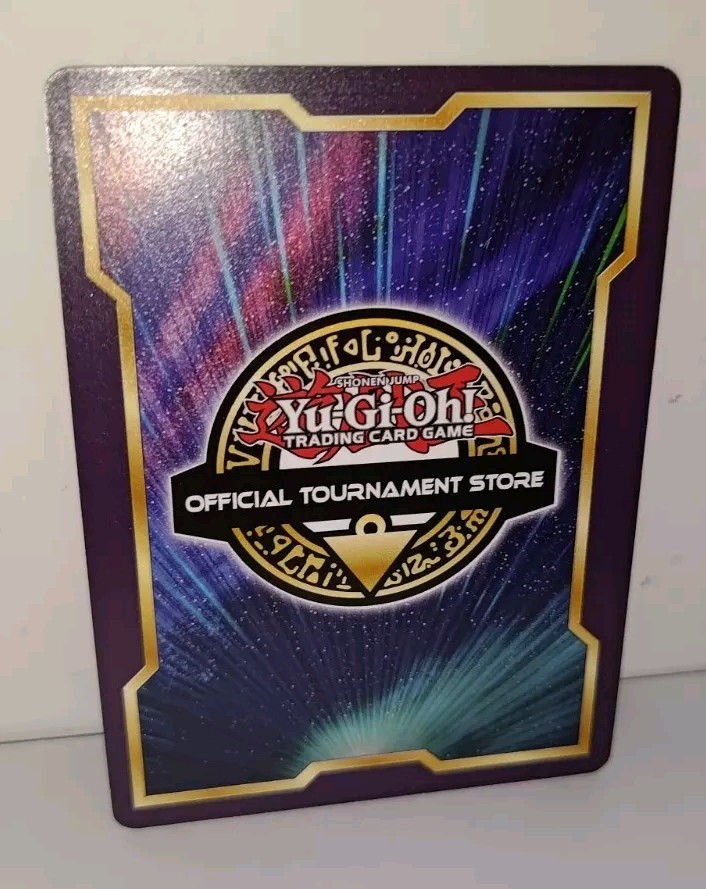 SHONEN JUMP
Yu-Gi-Oh!
TRADING CARD GAME
OFFICIAL TOURNAMENT STORE